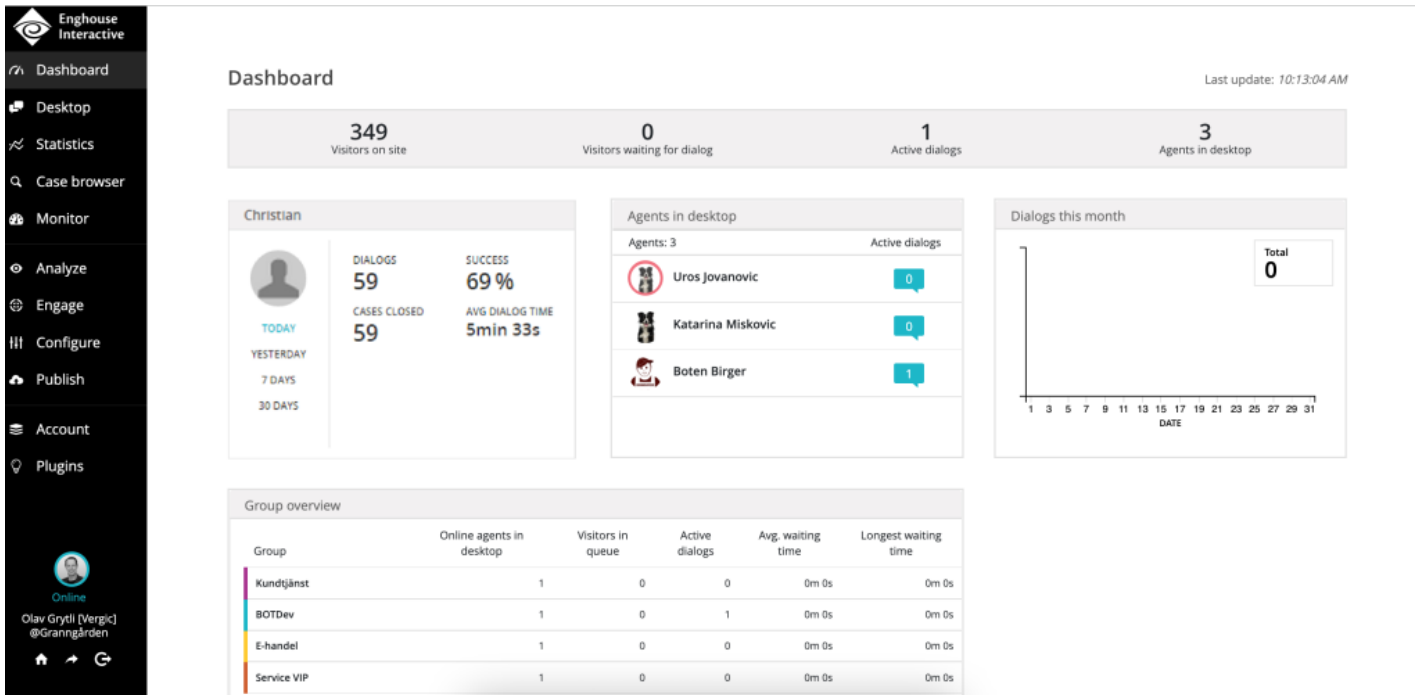 Enghouse
Interactive
Dashboard
Desktop
Statistics
Case browser
Monitor
Analyze
Engage
Configure
Publish
Account
Plugins
Online
Olav Grytli [Vergic]
@Granngården
Dashboard
Last update: 10:13:04 AM
349
Visitors on site
0
Visitors waiting for dialog
1
Active dialogs
3
Agents in desktop
Christian
TODAY
YESTERDAY
7 DAYS
30 DAYS
DIALOGS
59
SUCCESS
69 %
CASES CLOSED
59
AVG DIALOG TIME
5min 33s
Agents in desktop
Agents: 3 Active dialogs
Uros Jovanovic 0
Katarina Miskovic 0
Boten Birger 1
Dialogs this month
Total
0
1 3 5 7 9 11 13 15 17 19 21 23 25 27 29 31
DATE
Group overview
Group
Online agents in
desktop
Visitors in
queue
Active
dialogs
Avg. waiting
time
Longest waiting
time
Kundtjänst 1 0 0 0m 0s 0m 0s
BOTDev 1 0 1 0m 0s 0m 0s
E-handel 1 0 0 0m 0s 0m 0s
Service VIP 1 0 0 0m 0s 0m 0s